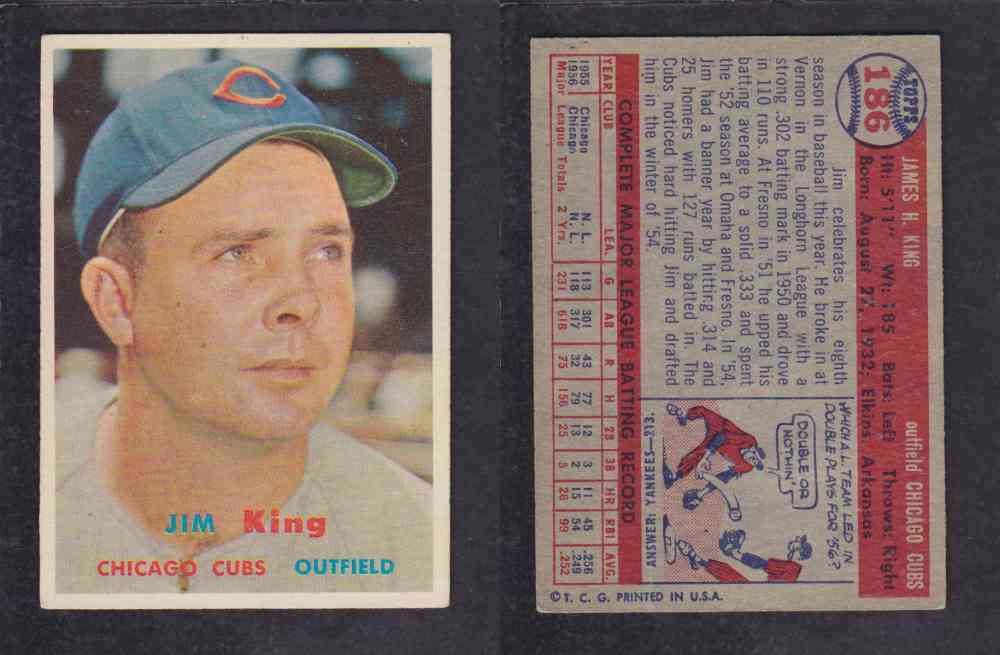 JIM King
CHICAGO CUBS OUTFIELD
TOPPS
186
JAMES H. KING outfield CHICAGO CUBS
Ht: 5'11" Wt: 185 Bats: Left Throws: Right
Born: August 27, 1932: Elkins, Arkansas
Jim celebrates his eighth
season in baseball this year. He broke in at
Vernon in the Longhorn League with a
strong .302 batting mark in 1950 and drove
in 110 runs. At Fresno in '51 he upped his
batting average to a solid .333 and spent
the '52 season at Omaha and Fresno. In '54,
Jim had a banner year by hitting .314 and
25 homers with 127 runs batted in. The
Cubs noticed hard hitting Jim and drafted
him in the winter of '54.
WHICH A.L. TEAM LED IN
DOUBLE PLAYS FOR '56?
DOUBLE OR
NOTHIN'
ANSWER: YANKEES—213.
COMPLETE MAJOR LEAGUE BATTING RECORD
YEAR CLUB LEA. G AB R H 2B 3B HR RBI AVG.
1955 Chicago N. L. 113 301 43 77 12 3 11 45 .256
1956 Chicago N. L. 118 317 32 79 13 2 15 54 .249
Major League Totals 2 Yrs. 231 618 75 156 25 5 26 99 .252
© T. C. G. PRINTED IN U.S.A.